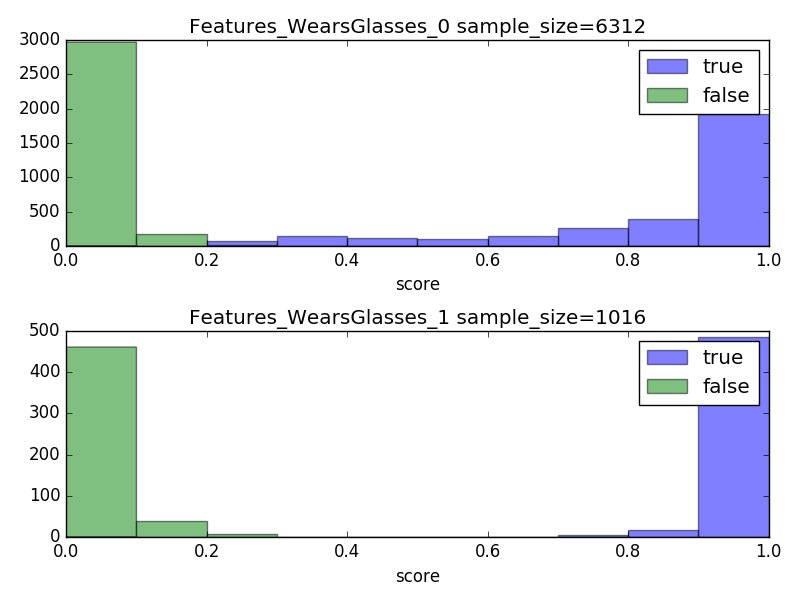 Features_WearsGlasses_0 sample_size=6312
3000
2500
2000
1500
1000
500
0
true
false
0.0 0.2 0.4 0.6 0.8 1.0
score
Features_WearsGlasses_1 sample_size=1016
500
400
300
200
100
0
true
false
0.0 0.2 0.4 0.6 0.8 1.0
score